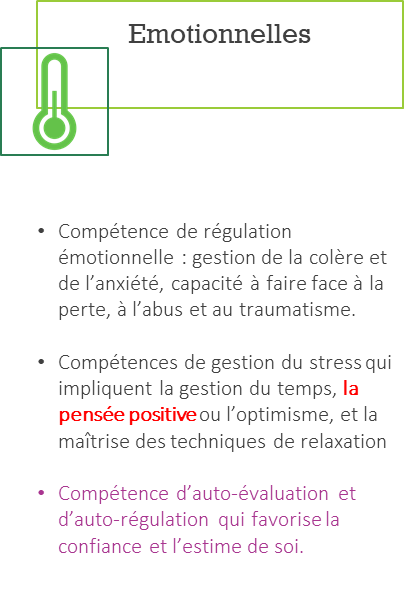 Emotionnelles
• Compétence de régulation
émotionnelle : gestion de la colère et
de l’anxiété, capacité à faire face à la
perte, à l’abus et au traumatisme.
• Compétences de gestion du stress qui
impliquent la gestion du temps, la
pensée positive ou l’optimisme, et la
maîtrise des techniques de relaxation
• Compétence d’auto-évaluation et
d’auto-régulation qui favorise la
confiance et l’estime de soi.